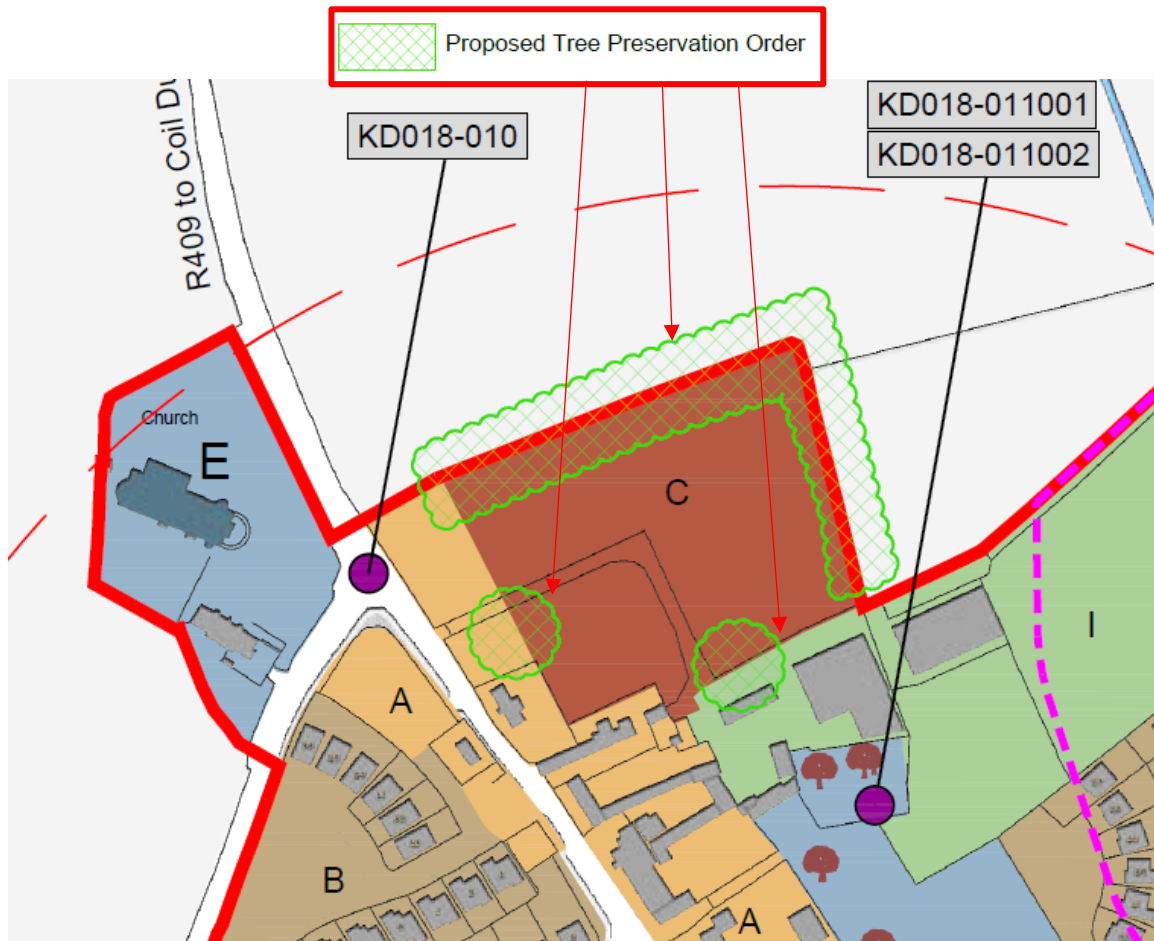 Proposed Tree Preservation Order
KD018-010
KD018-011001
KD018-011002
R409 to Coil Du
Church
E
C
I
A
B
A